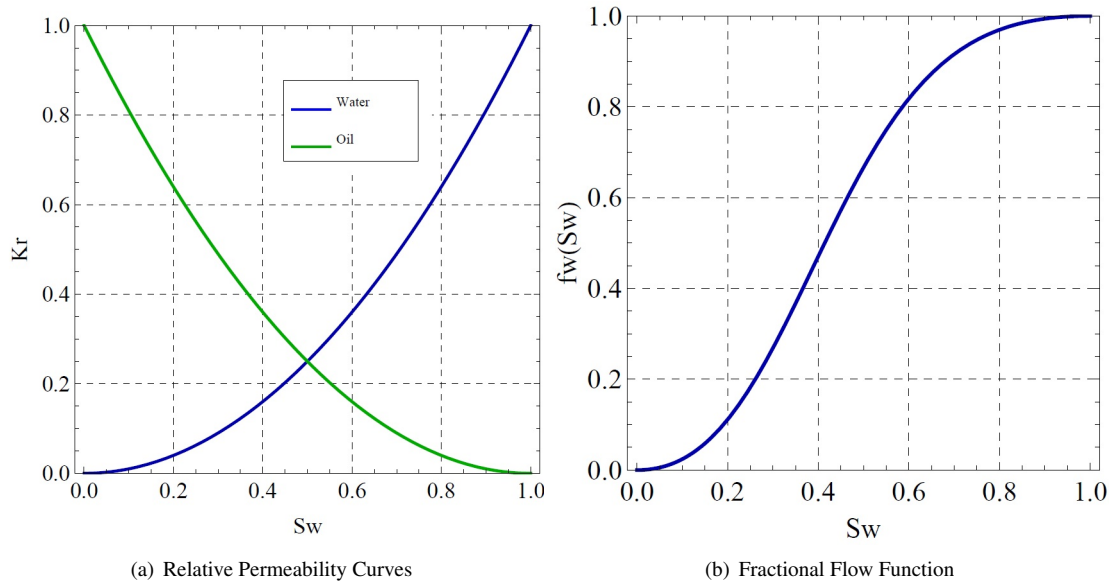 1.0
0.8
0.6
0.4
0.2
0.0
Kr
Water
Oil
0.0 0.2 0.4 0.6 0.8 1.0
Sw
(a) Relative Permeability Curves
1.0
0.8
0.6
0.4
0.2
0.0
fw(Sw)
0.0 0.2 0.4 0.6 0.8 1.0
Sw
(b) Fractional Flow Function